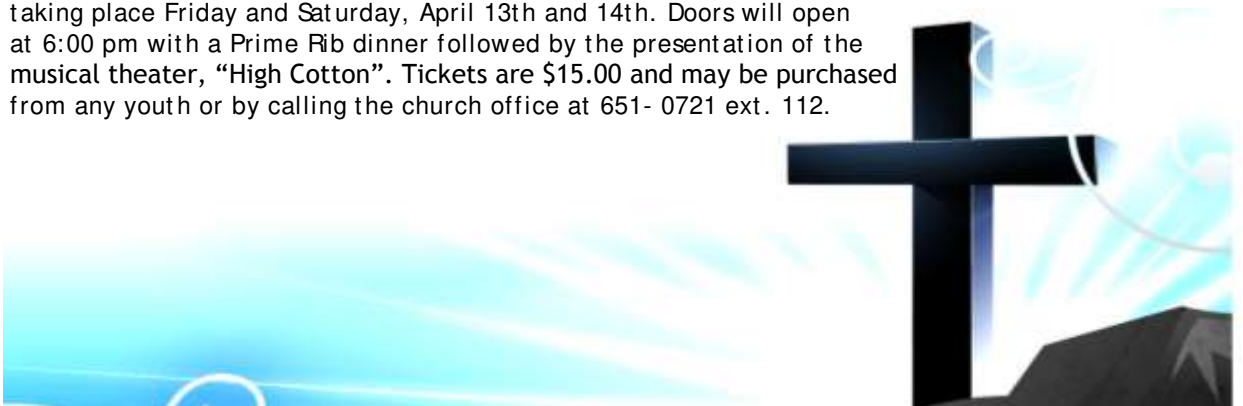 taking place Friday and Saturday, April 13th and 14th. Doors will open
at 6:00 pm with a Prime Rib dinner followed by the presentation of the
musical theater, “High Cotton”. Tickets are $15.00 and may be purchased
from any youth or by calling the church office at 651- 0721 ext. 112.